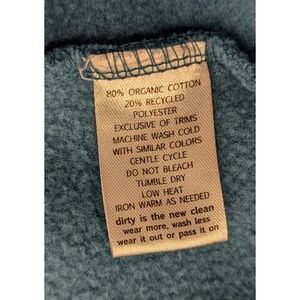 80% ORGANIC COTTON
20% RECYCLED
POLYESTER
EXCLUSIVE OF TRIMS
MACHINE WASH COLD
WITH SIMILAR COLORS
GENTLE CYCLE
DO NOT BLEACH
TUMBLE DRY
LOW HEAT
IRON WARM AS NEEDED
dirty is the new clean
wear more, wash less
wear it out or pass it on